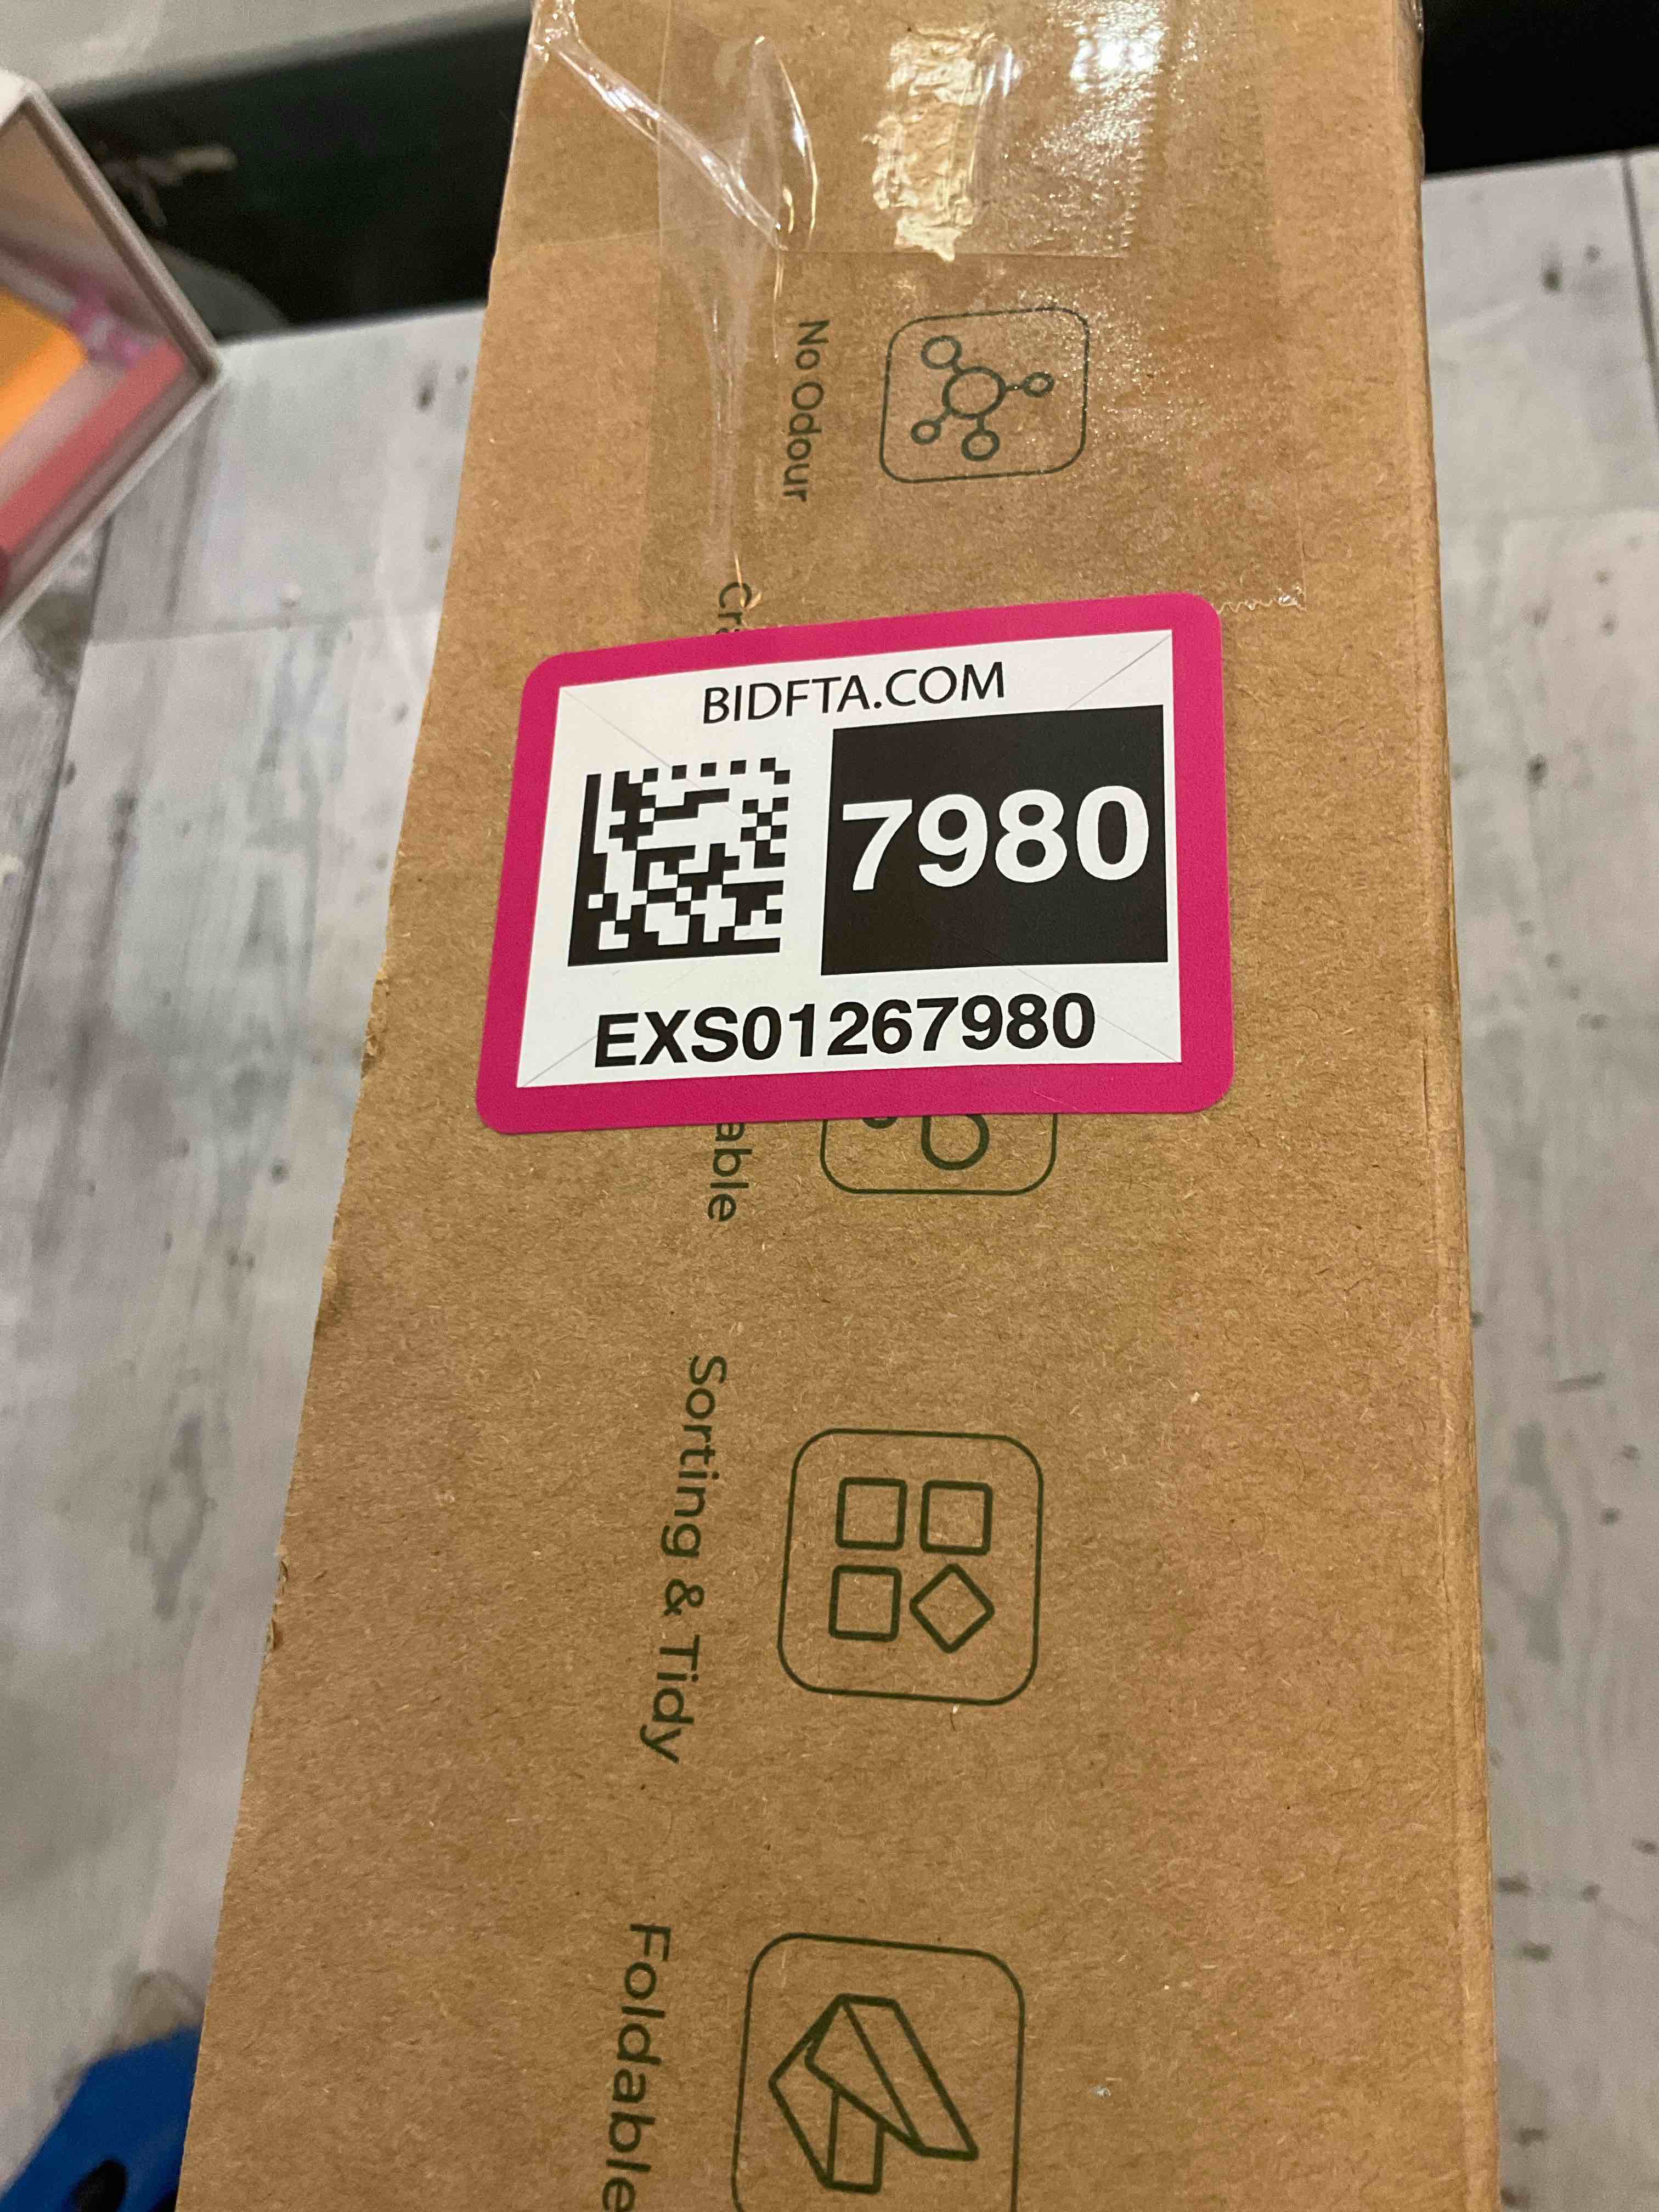 No Odour
BIDFTA.COM
7980
EXS01267980
Sorting & Tidy
Foldable